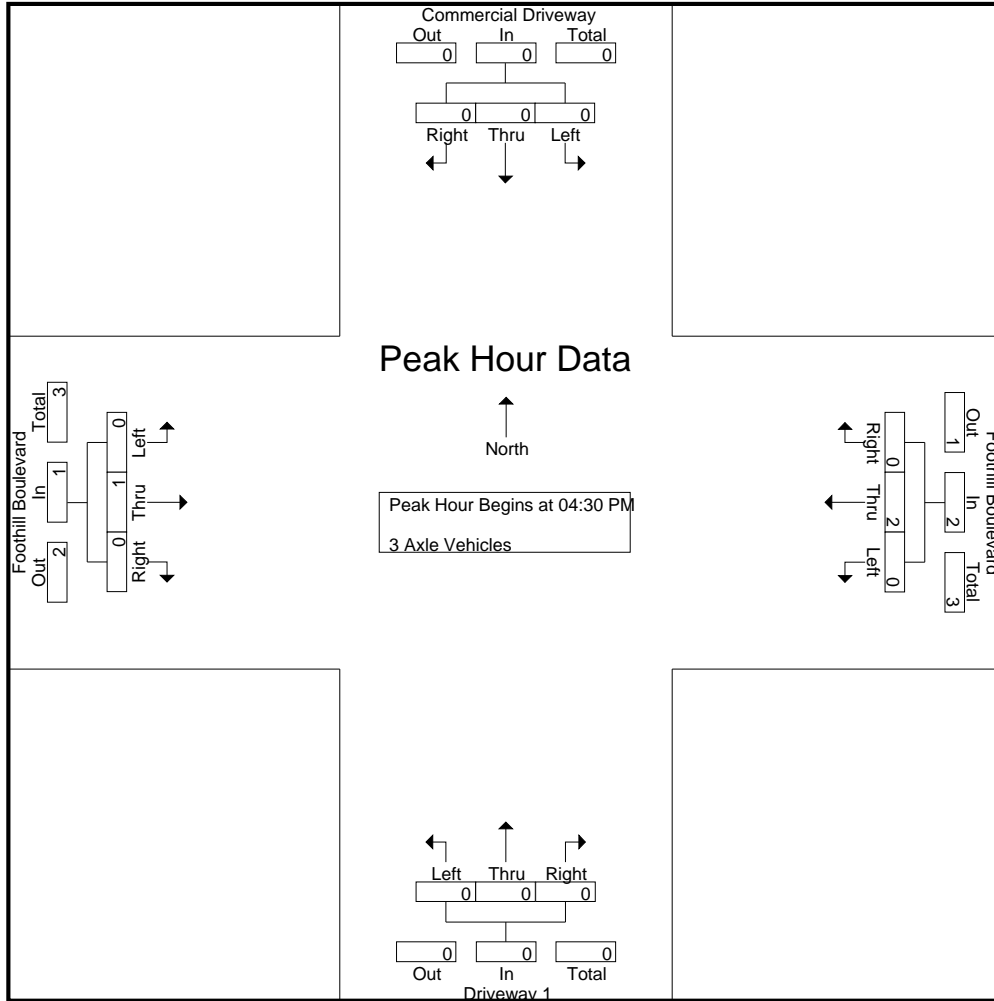 Commercial Driveway
Out In Total
0 0 0
0 0 0
Right Thru Left
Peak Hour Data
North
Peak Hour Begins at 04:30 PM
3 Axle Vehicles
Foothill Boulevard
Out In Total
2 1 3
0 1 0
Right Thru Left
Foothill Boulevard
Out In Total
1 2 3
0 2 0
Right Thru Left
Left Thru Right
0 0 0
0 0 0
Out In Total
Driveway 1